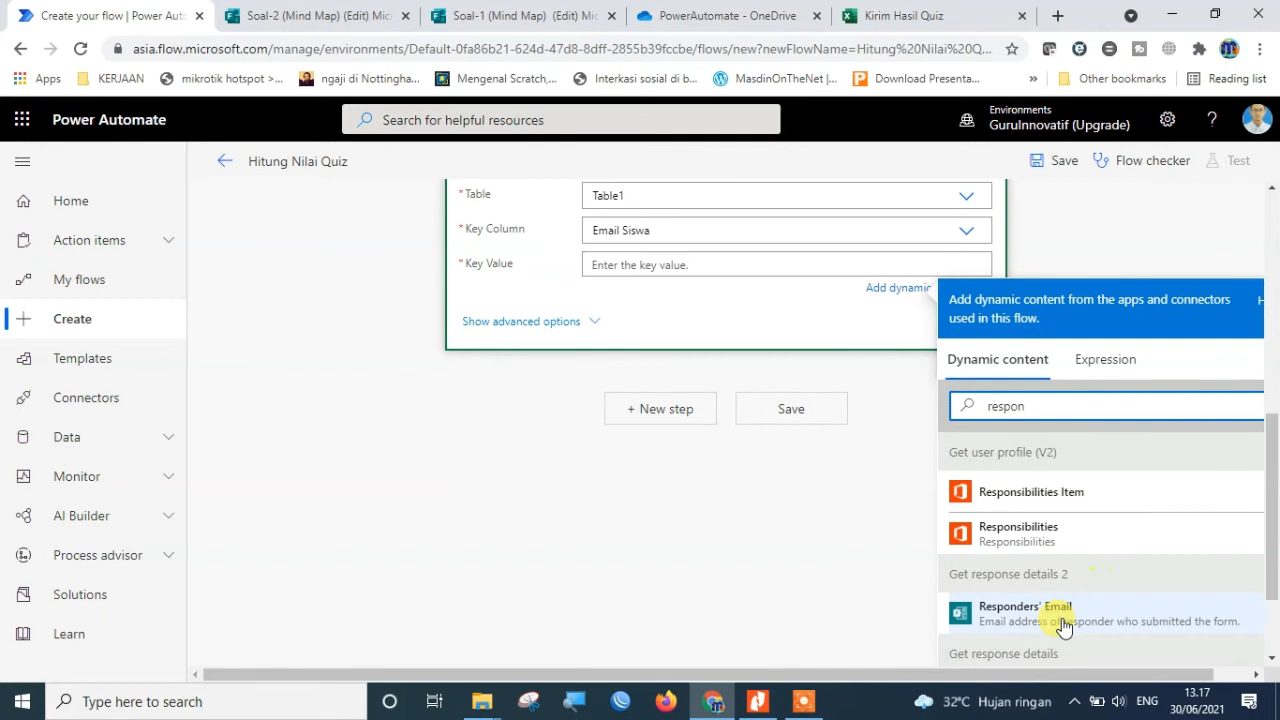 Create your flow | Power Auto
Soal-2 (Mind Map) (Edit) Mic
Soal-1 (Mind Map) (Edit) Mi
PowerAutomate - OneDrive
Kirim Hasil Quiz
asia.flow.microsoft.com/manage/environments/Default-0fa86b21-624d-47d8-8dff-2855b39fccbe/flows/new?newFlowName=Hitung%20Nilai%20Q...
Apps
KERJAAN
mikrotik hotspot >...
ngaji di Nottingha...
Mengenal Scratch,...
Interkasi sosial di b...
MasdinOnTheNet |...
Download Presenta...
»
Other bookmarks
Reading list
Power Automate
Search for helpful resources
Environments
GuruInnovatif (Upgrade)
Hitung Nilai Quiz
Save
Flow checker
Test
Home
Action items
My flows
Create
Templates
Connectors
Data
Monitor
AI Builder
Process advisor
Solutions
Learn
* Table
Table1
* Key Column
Email Siswa
* Key Value
Enter the key value.
Add dynamic
Show advanced options
+ New step
Save
Add dynamic content from the apps and connectors
used in this flow.
H
Dynamic content
Expression
respon
Get user profile (V2)
Responsibilities Item
Responsibilities
Responsibilities
Get response details 2
Responders' Email
Email address of responder who submitted the form.
Get response details
Type here to search
32°C Hujan ringan
ENG
13.17
30/06/2021